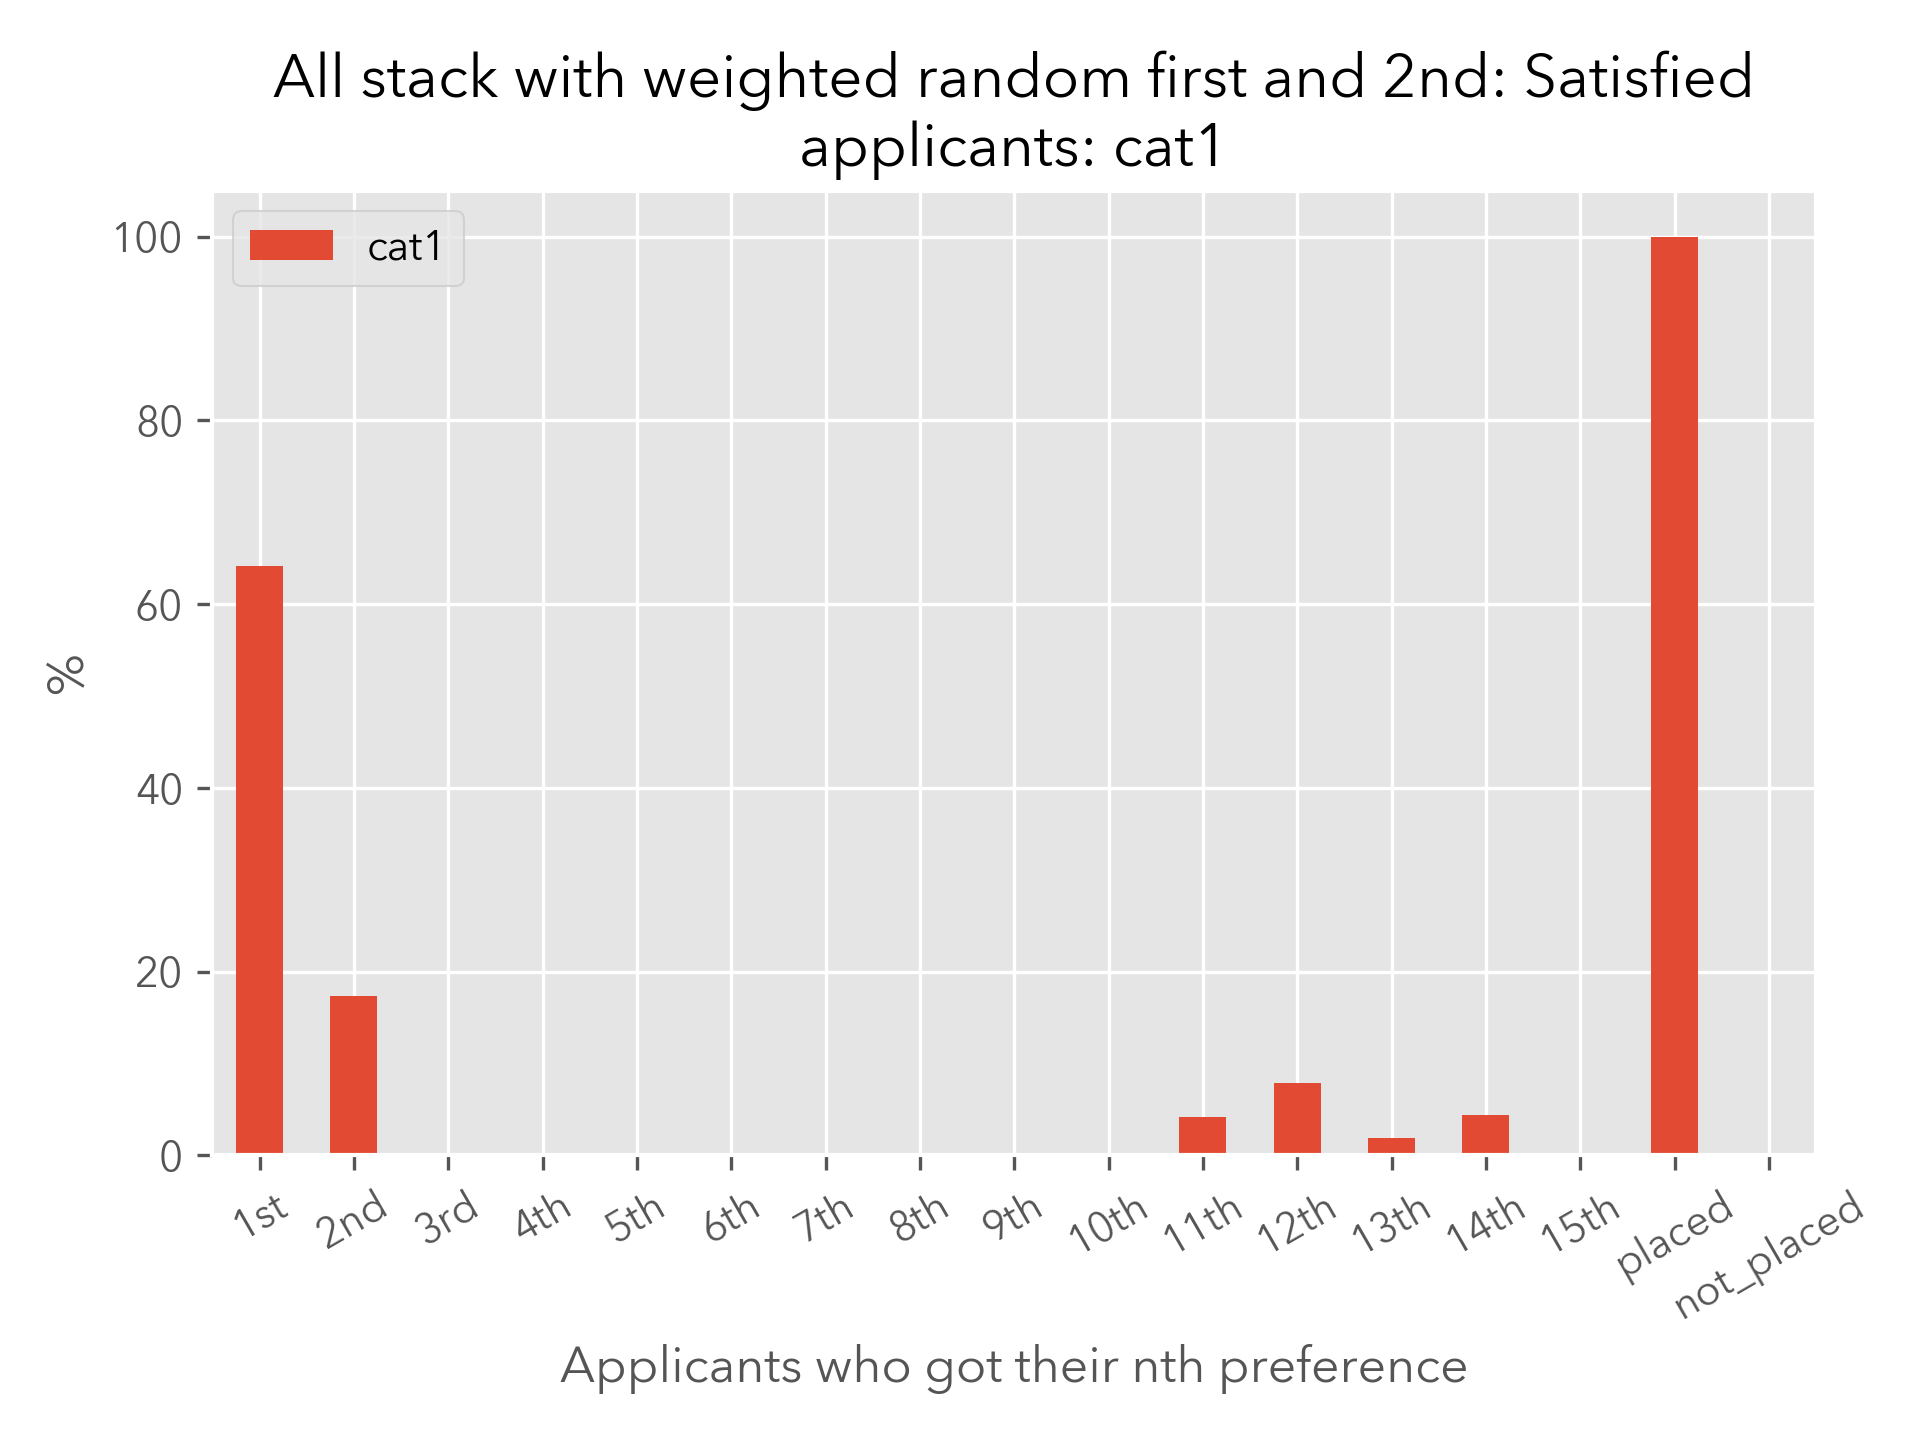 All stack with weighted random first and 2nd: Satisfied
applicants: cat1
cat1
100
80
60
40
20
0
%
1st 2nd 3rd 4th 5th 6th 7th 8th 9th 10th 11th 12th 13th 14th 15th placed not_placed
Applicants who got their nth preference